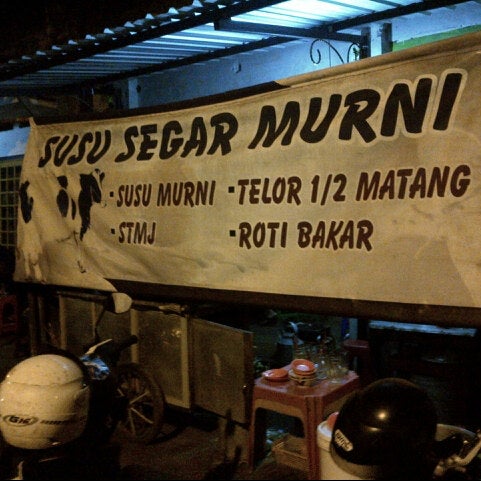 SUSU SEGAR MURNI
· SUSU MURNI · TELOR 1/2 MATANG
· STMJ · ROTI BAKAR